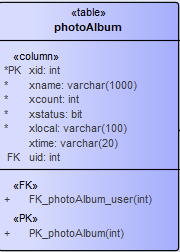 «table»
photoAlbum
«column»
*PK xid: int
* xname: varchar(1000)
* xcount: int
* xstatus: bit
* xlocal: varchar(100)
xtime: varchar(20)
FK uid: int
«FK»
+ FK_photoAlbum_user(int)
«PK»
+ PK_photoAlbum(int)